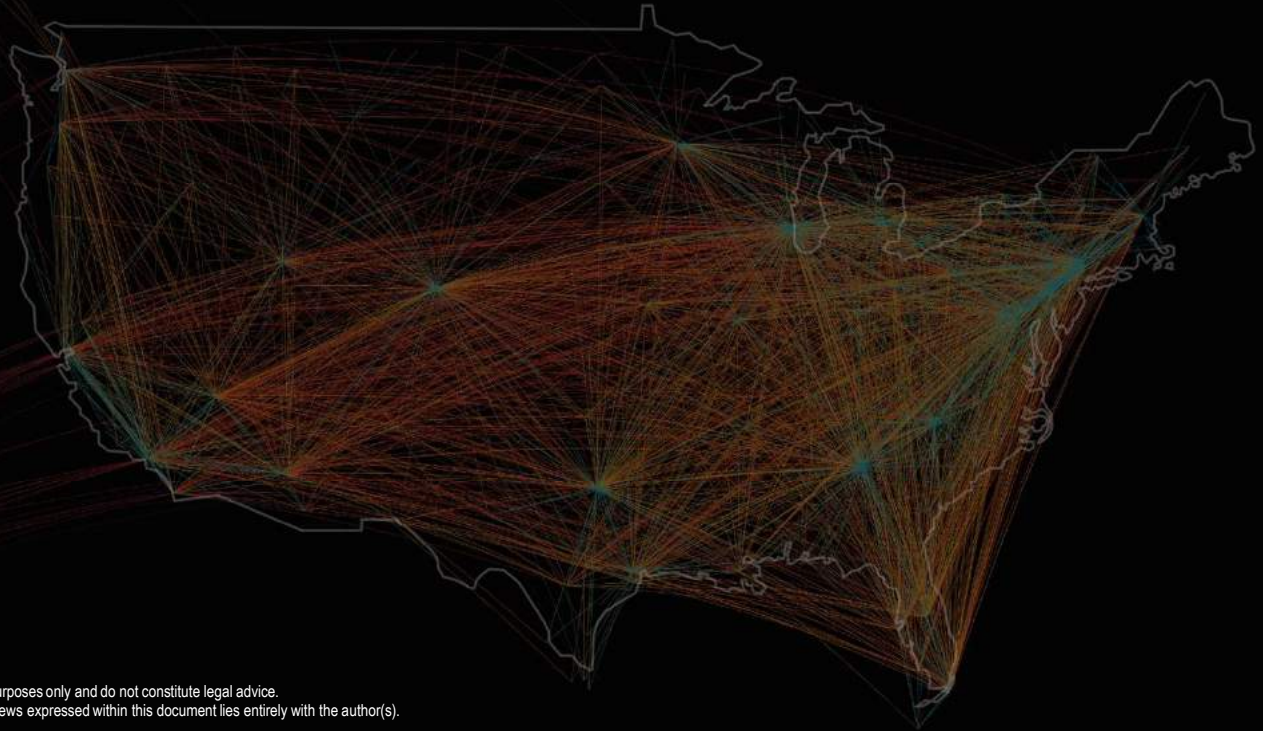 urposes only and do not constitute legal advice.
ews expressed within this document lies entirely with the author(s).